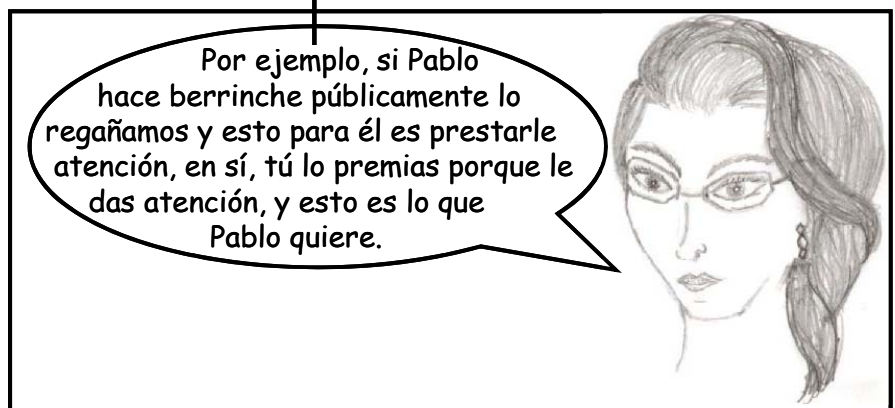 Por ejemplo, si Pablo
hace berrinche públicamente lo
regañamos y esto para él es prestarle
atención, en sí, tú lo premias porque le
das atención, y esto es lo que
Pablo quiere.